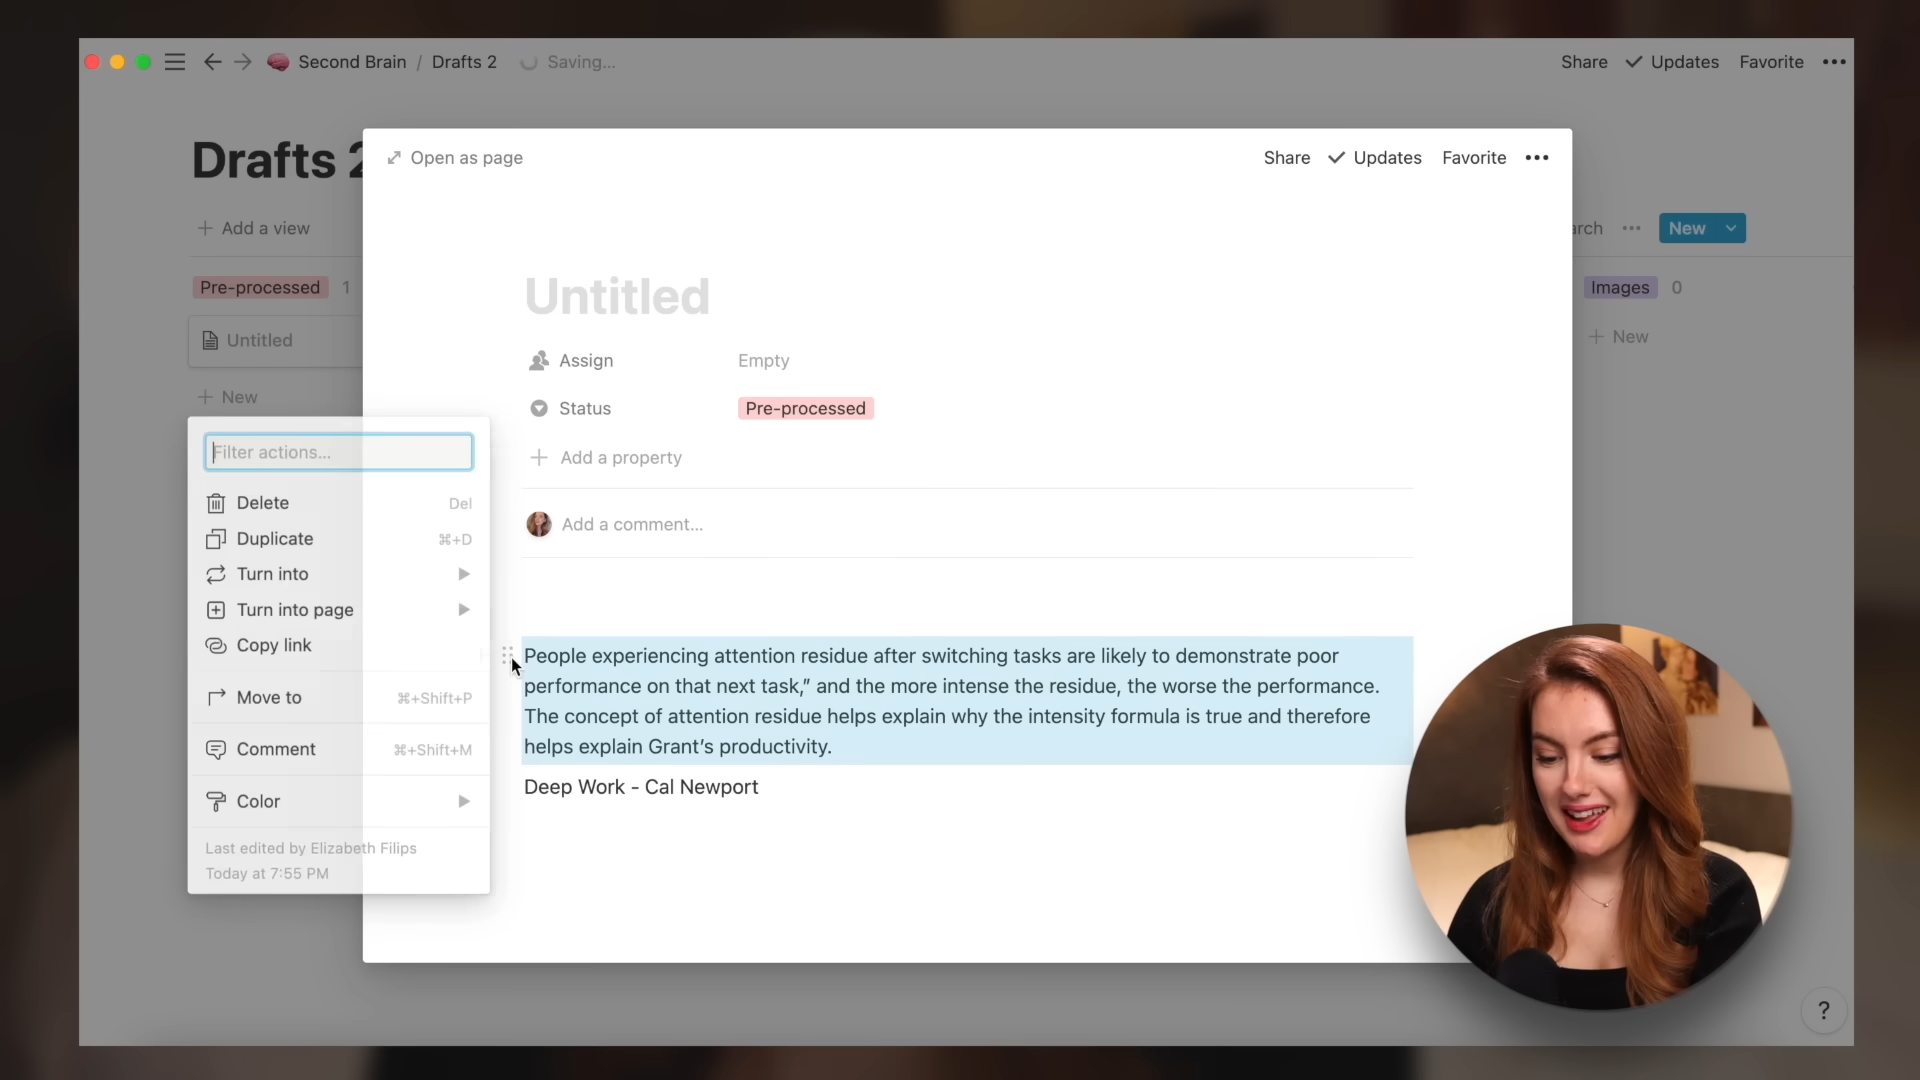 Second Brain / Drafts 2 Saving...
Share Updates Favorite
Drafts 2
Add a view
arch
New
Pre-processed 1
Untitled
New
Images 0
New
Open as page
Share Updates Favorite
Untitled
Assign Empty
Status Pre-processed
Add a property
Add a comment...
People experiencing attention residue after switching tasks are likely to demonstrate poor
performance on that next task,” and the more intense the residue, the worse the performance.
The concept of attention residue helps explain why the intensity formula is true and therefore
helps explain Grant’s productivity.
Deep Work - Cal Newport
Filter actions...
Delete Del
Duplicate ⌘+D
Turn into
Turn into page
Copy link
Move to ⌘+Shift+P
Comment ⌘+Shift+M
Color
Last edited by Elizabeth Filips
Today at 7:55 PM
?